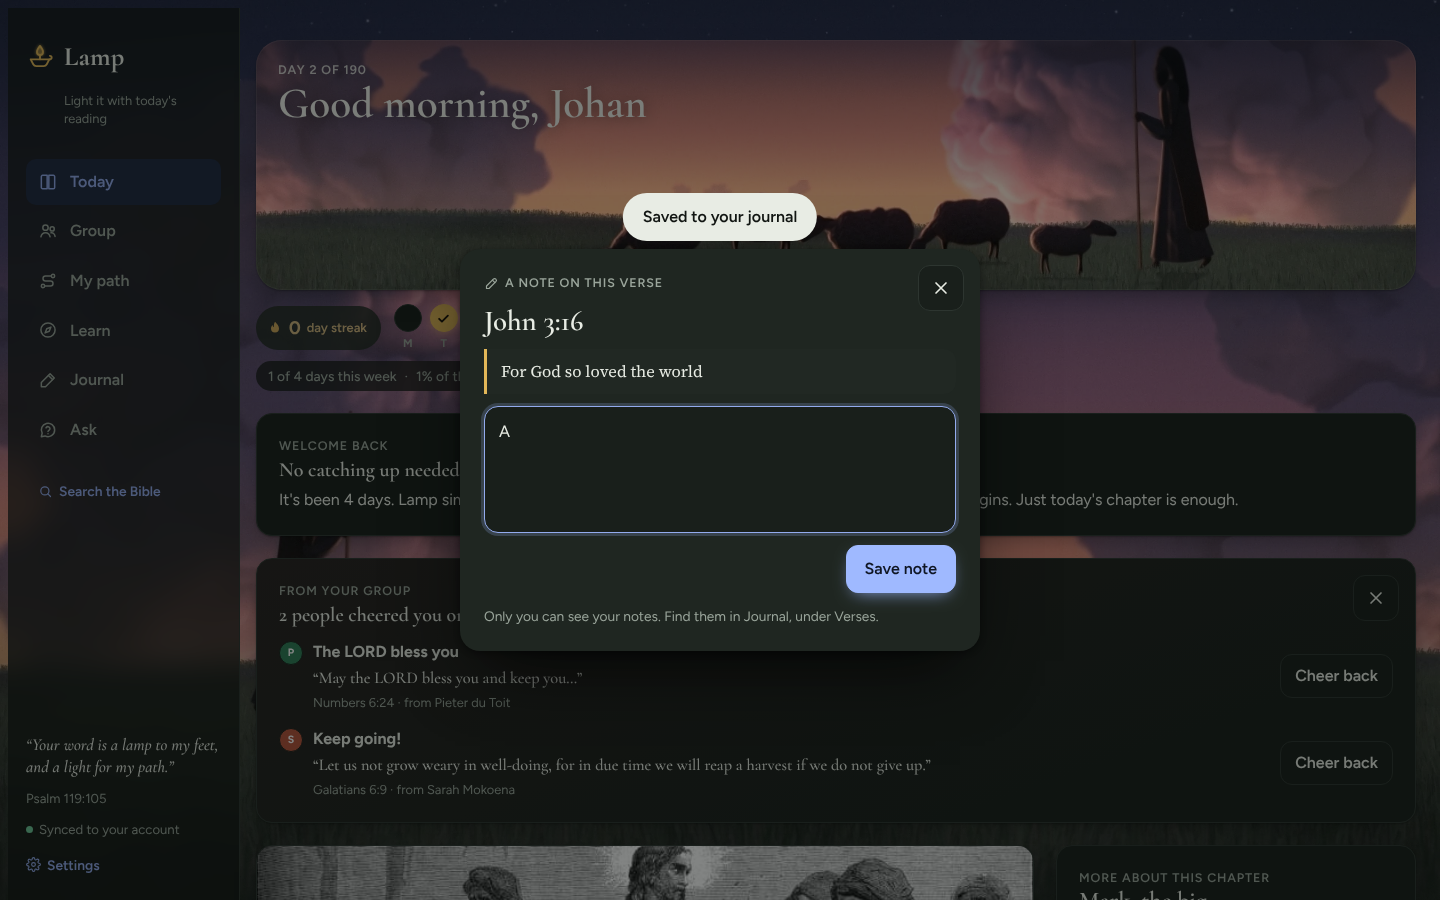 Lamp
Light it with today's
reading
Today
Group
My path
Learn
Journal
Ask
Search the Bible
“Your word is a lamp to my feet,
and a light for my path.”
Psalm 119:105
Synced to your account
Settings
DAY 2 OF 190
Good morning, Johan
0 day streak
M T
1 of 4 days this week · 1% of
Saved to your journal
A NOTE ON THIS VERSE
John 3:16
For God so loved the world
A
Save note
Only you can see your notes. Find them in Journal, under Verses.
WELCOME BACK
No catching up needed
It's been 4 days. Lamp
Just today's chapter is enough.
FROM YOUR GROUP
2 people cheered you
P
The LORD bless you
“May the LORD bless you and keep you…”
Numbers 6:24 · from Pieter du Toit
Cheer back
S
Keep going!
“Let us not grow weary in well-doing, for in due time we will reap a harvest if we do not give up.”
Galatians 6:9 · from Sarah Mokoena
Cheer back
MORE ABOUT THIS CHAPTER